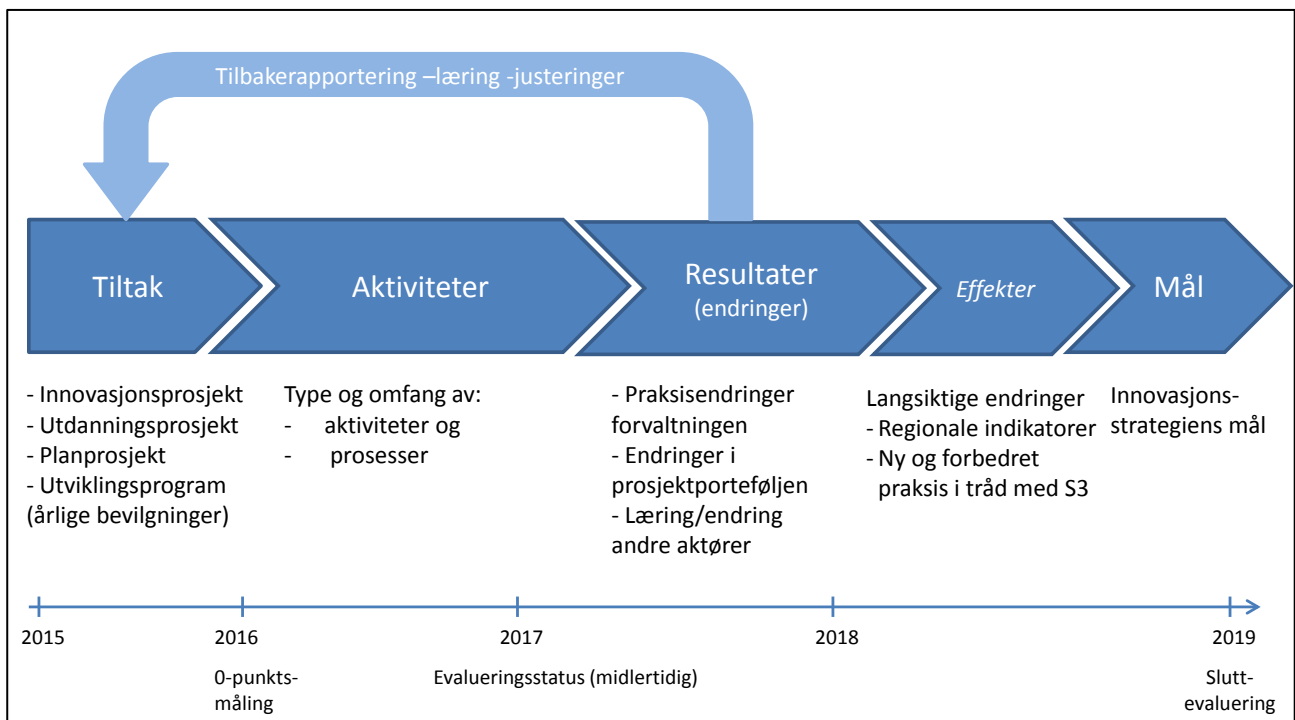 Tilbakerapportering –læring -justeringer
Tiltak
Aktiviteter
Resultater
(endringer)
Effekter
Mål
- Innovasjonsprosjekt
- Utdanningsprosjekt
- Planprosjekt
- Utviklingsprogram
(årlige bevilgninger)
Type og omfang av:
- aktiviteter og
- prosesser
- Praksisendringer
forvaltningen
- Endringer i
prosjektporteføljen
- Læring/endring
andre aktører
Langsiktige endringer
- Regionale indikatorer
- Ny og forbedret
praksis i tråd med S3
Innovasjons-
strategiens mål
2015
2016
2017
2018
2019
0-punkts-
måling
Evalueringsstatus (midlertidig)
Slutt-
evaluering